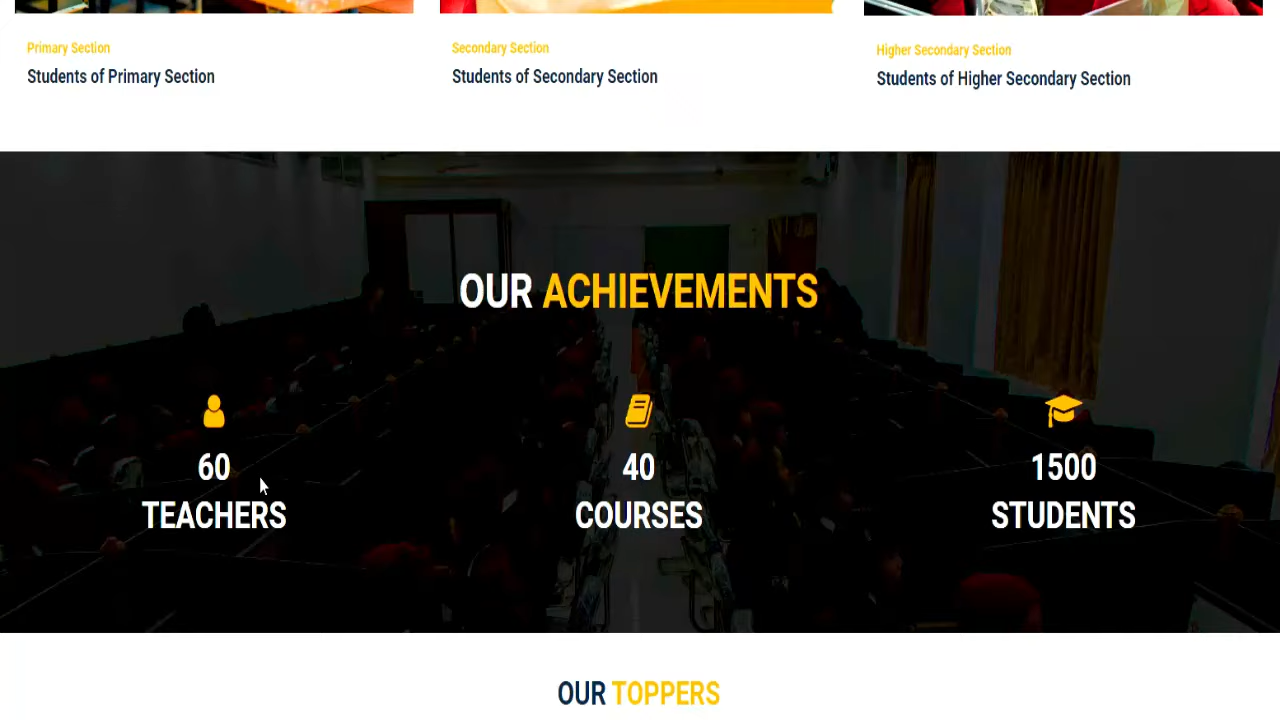 Primary Section
Students of Primary Section
Secondary Section
Students of Secondary Section
Higher Secondary Section
Students of Higher Secondary Section
OUR ACHIEVEMENTS
60
TEACHERS
40
COURSES
1500
STUDENTS
OUR TOPPERS